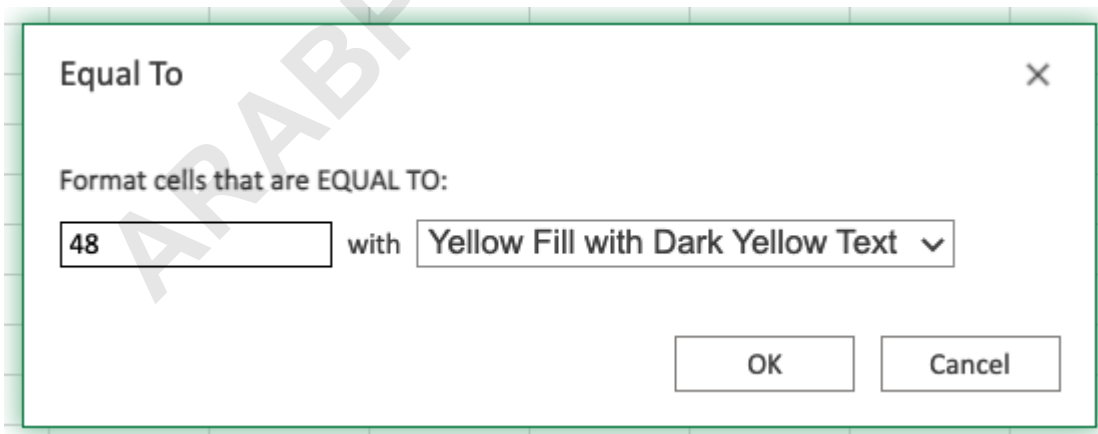 Equal To
Format cells that are EQUAL TO:
48 with Yellow Fill with Dark Yellow Text
OK Cancel